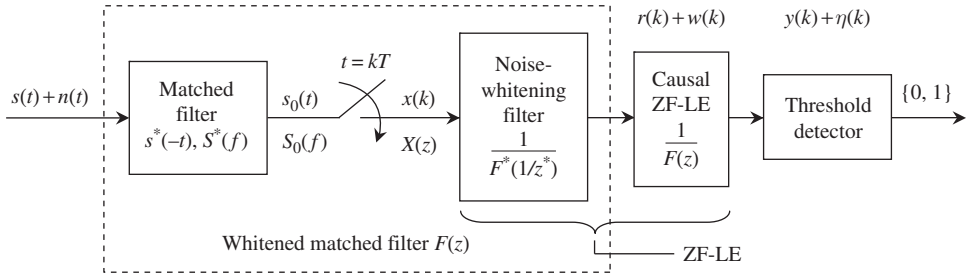 r(k) + w(k)
y(k) + η(k)
s(t) + n(t)
Matched
filter
s*(−t), S*(f)
s₀(t)
S₀(f)
t = kT
x(k)
X(z)
Noise-
whitening
filter
1
F*(1/z*)
Causal
ZF-LE
1
F(z)
Threshold
detector
{0, 1}
Whitened matched filter F(z)
ZF-LE